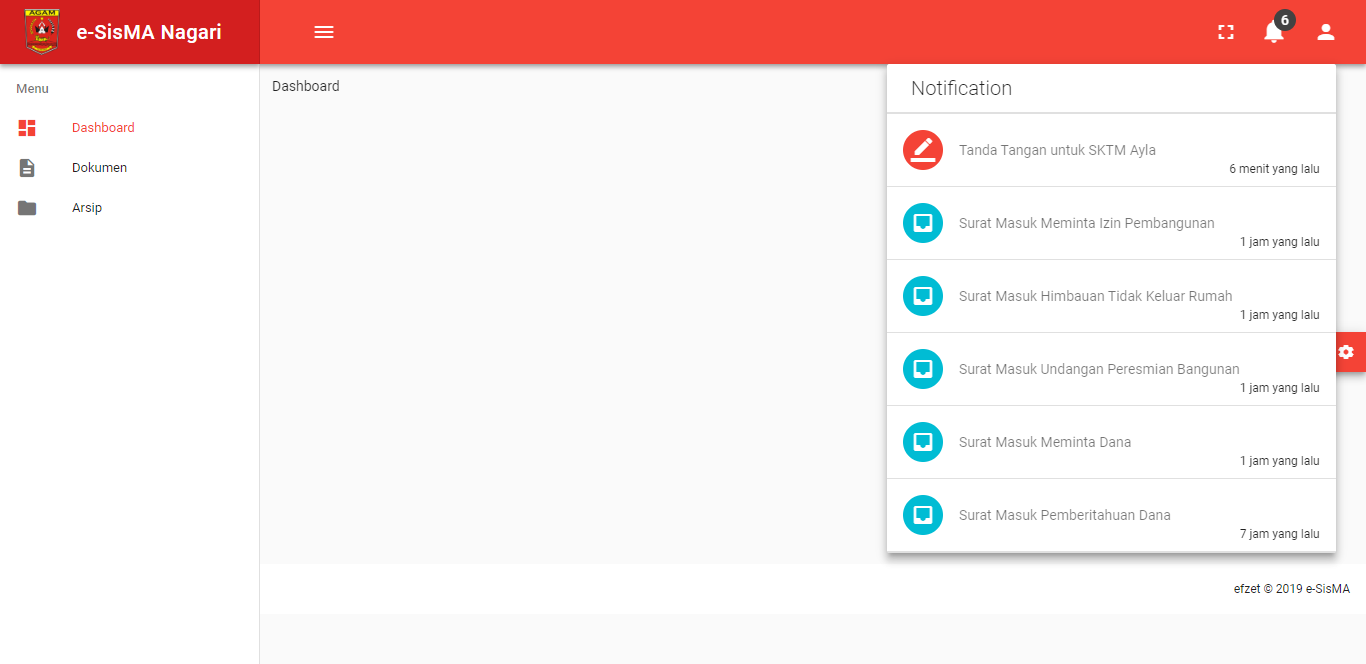 AGAM
e-SisMA Nagari
6
Menu
Dashboard
Dokumen
Arsip
Dashboard
Notification
Tanda Tangan untuk SKTM Ayla
6 menit yang lalu
Surat Masuk Meminta Izin Pembangunan
1 jam yang lalu
Surat Masuk Himbauan Tidak Keluar Rumah
1 jam yang lalu
Surat Masuk Undangan Peresmian Bangunan
1 jam yang lalu
Surat Masuk Meminta Dana
1 jam yang lalu
Surat Masuk Pemberitahuan Dana
7 jam yang lalu
efzet © 2019 e-SisMA